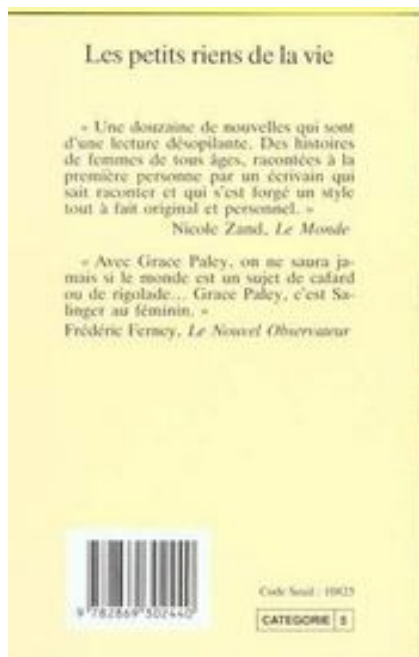 Les petits riens de la vie
« Une douzaine de nouvelles qui sont
d'une lecture désopilante. Des histoires
de femmes de tous âges, racontées à la
première personne par un écrivain qui
sait raconter et qui s'est forgé un style
tout à fait original et personnel. »
Nicole Zand, Le Monde
« Avec Grace Paley, on ne saura ja-
mais si le monde est un sujet de cafard
ou de rigolade... Grace Paley, c'est Sa-
linger au féminin. »
Frédéric Ferney, Le Nouvel Observateur
Code Seuil :
9 782869 302440
CATEGORIE 5